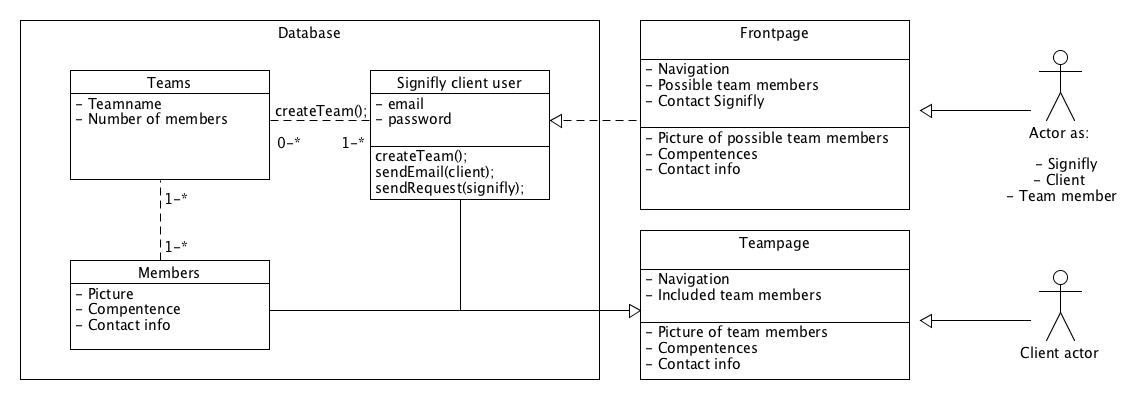 Database
Teams
- Teamname
- Number of members
createTeam();
0-*
1-*
Signifly client user
- email
- password
createTeam();
sendEmail(client);
sendRequest(signifly);
1-*
1-*
Members
- Picture
- Compentence
- Contact info
Frontpage
- Navigation
- Possible team members
- Contact Signifly
- Picture of possible team members
- Compentences
- Contact info
Actor as:
- Signifly
- Client
- Team member
Teampage
- Navigation
- Included team members
- Picture of team members
- Compentences
- Contact info
Client actor